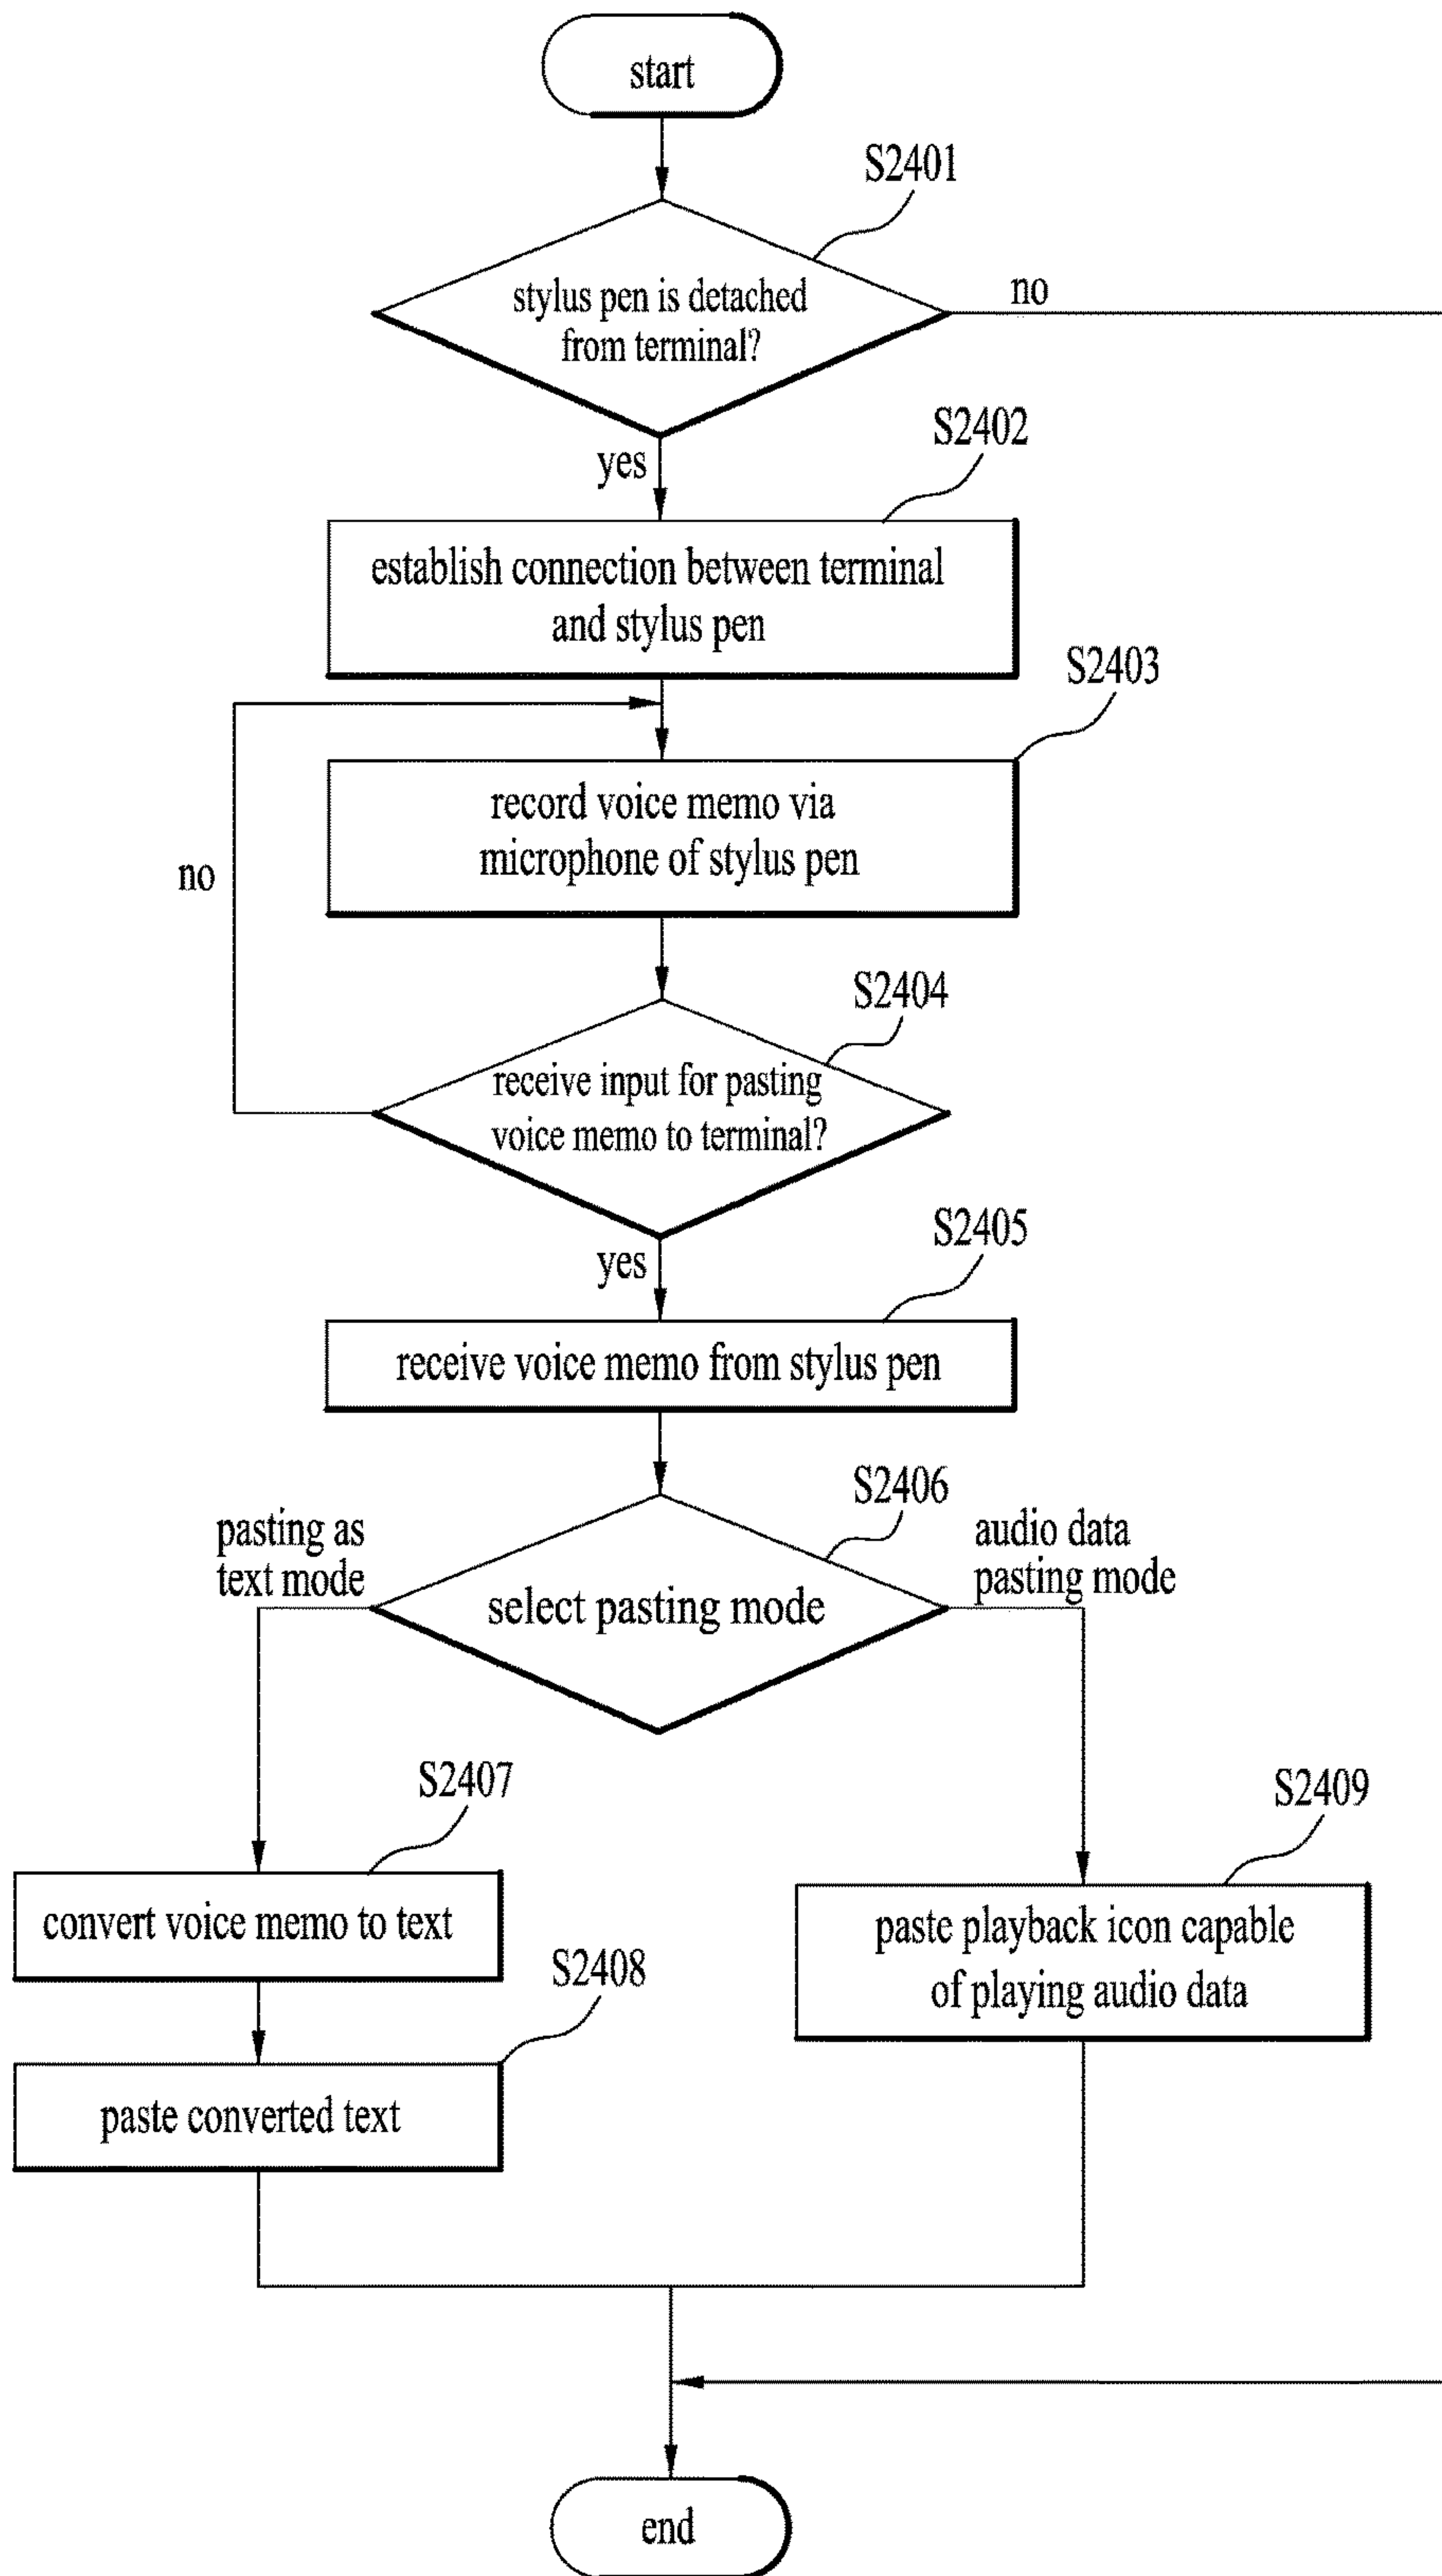 start
S2401
stylus pen is detached
from terminal?
no
yes
S2402
establish connection between terminal
and stylus pen
S2403
record voice memo via
microphone of stylus pen
no
S2404
receive input for pasting
voice memo to terminal?
yes
S2405
receive voice memo from stylus pen
S2406
pasting as
text mode
select pasting mode
audio data
pasting mode
S2407
convert voice memo to text
S2408
paste converted text
S2409
paste playback icon capable
of playing audio data
end